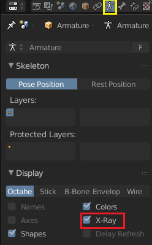 Armature
Armature F
Skeleton
Pose Position Rest Position
Layers:
Protected Layers:
Display
Octahe Stick B-Bone Envelop Wire
Names Colors
Axes X-Ray
Shapes Delay Refresh